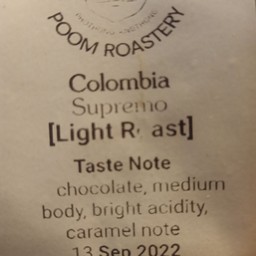 POOM ROASTERY
Colombia
Supremo
[Light R  ast]
Taste Note
chocolate, medium
body, bright acidity,
caramel note
13 Sep 2022